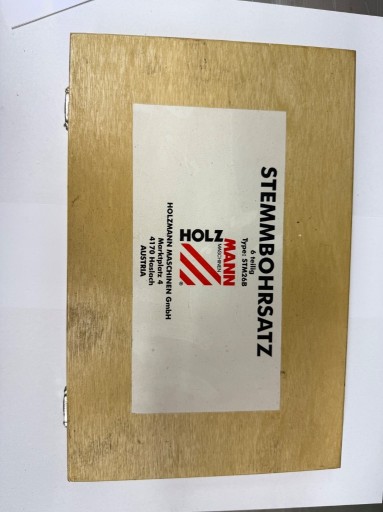 STEMMBOHRSATZ
6 teilig
Type: STM26B
HOLZ
MANN
MASCHINEN
®
HOLZMANN MASCHINEN GmbH
Marktplatz 4
4170 Haslach
AUSTRIA